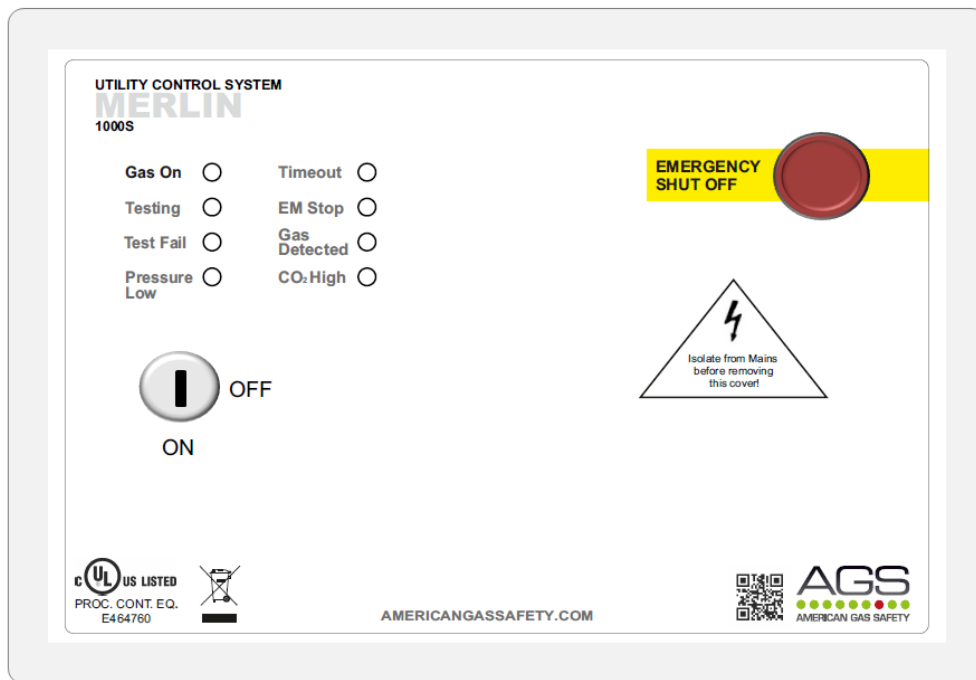 UTILITY CONTROL SYSTEM
MERLIN
1000S
Gas On
Timeout
Testing
EM Stop
Test Fail
Gas
Detected
Pressure
Low
CO₂ High
EMERGENCY
SHUT OFF
Isolate from Mains
before removing
this cover!
OFF
ON
C UL US LISTED
PROC. CONT. EQ.
E464760
AMERICANGASSAFETY.COM
AGS
AMERICAN GAS SAFETY